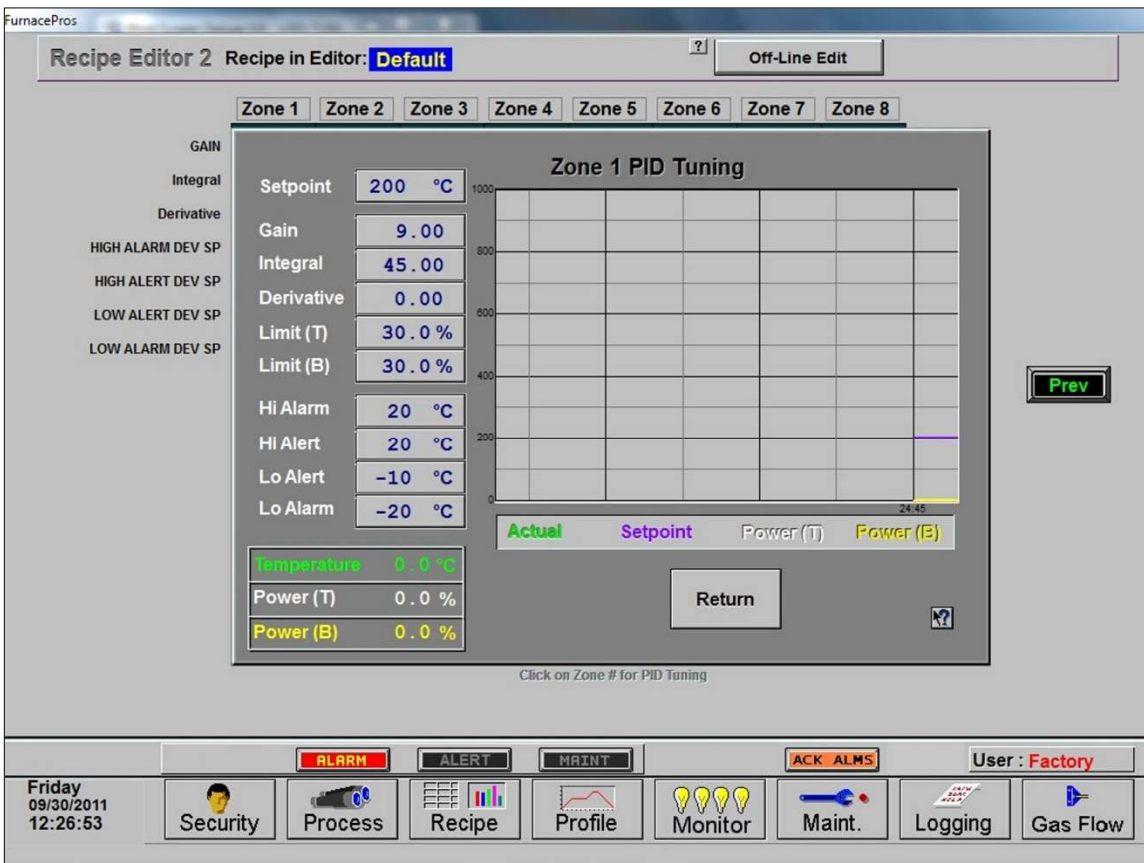 FurnacePros
Recipe Editor 2 Recipe in Editor: Default ? Off-Line Edit
Zone 1 Zone 2 Zone 3 Zone 4 Zone 5 Zone 6 Zone 7 Zone 8
GAIN
Integral
Derivative
HIGH ALARM DEV SP
HIGH ALERT DEV SP
LOW ALERT DEV SP
LOW ALARM DEV SP
Zone 1 PID Tuning
Setpoint 200 °C
Gain 9.00
Integral 45.00
Derivative 0.00
Limit (T) 30.0 %
Limit (B) 30.0 %
Hi Alarm 20 °C
HI Alert 20 °C
Lo Alert -10 °C
Lo Alarm -20 °C
1000
800
600
400
200
0
24:45
Actual Setpoint Power (T) Power (B)
Temperature 0.0 °C
Power (T) 0.0 %
Power (B) 0.0 %
Return
?
Prev
Click on Zone # for PID Tuning
ALARM ALERT MAINT ACK ALMS User : Factory
Friday
09/30/2011
12:26:53
Security Process Recipe Profile Monitor Maint. Logging Gas Flow